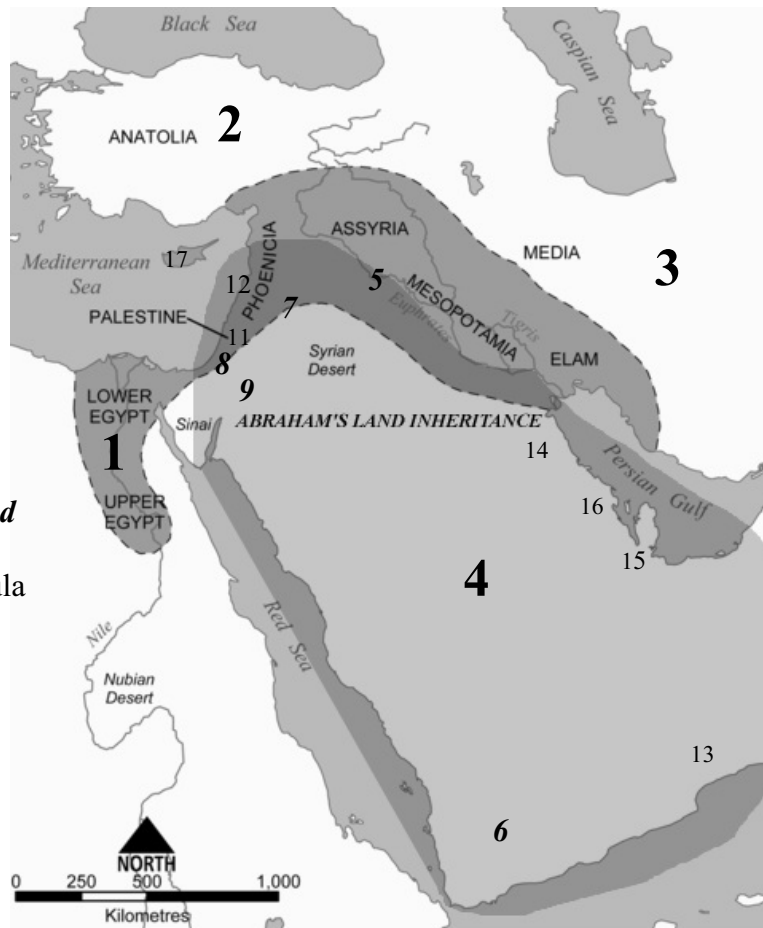 Black Sea
Caspian
Sea
2
ANATOLIA
ASSYRIA
PHOENICIA
MEDIA
3
Mediterranean
Sea
17
12
5
MESOPOTAMIA
Euphrates
Tigris
7
PALESTINE
11
8
Syrian
Desert
ELAM
9
LOWER
EGYPT
Sinai
ABRAHAM'S LAND INHERITANCE
1
14
Persian Gulf
UPPER
EGYPT
d
16
15
4
ula
Red Sea
Nile
Nubian
Desert
13
6
NORTH
0 250 500 1,000
Kilometres